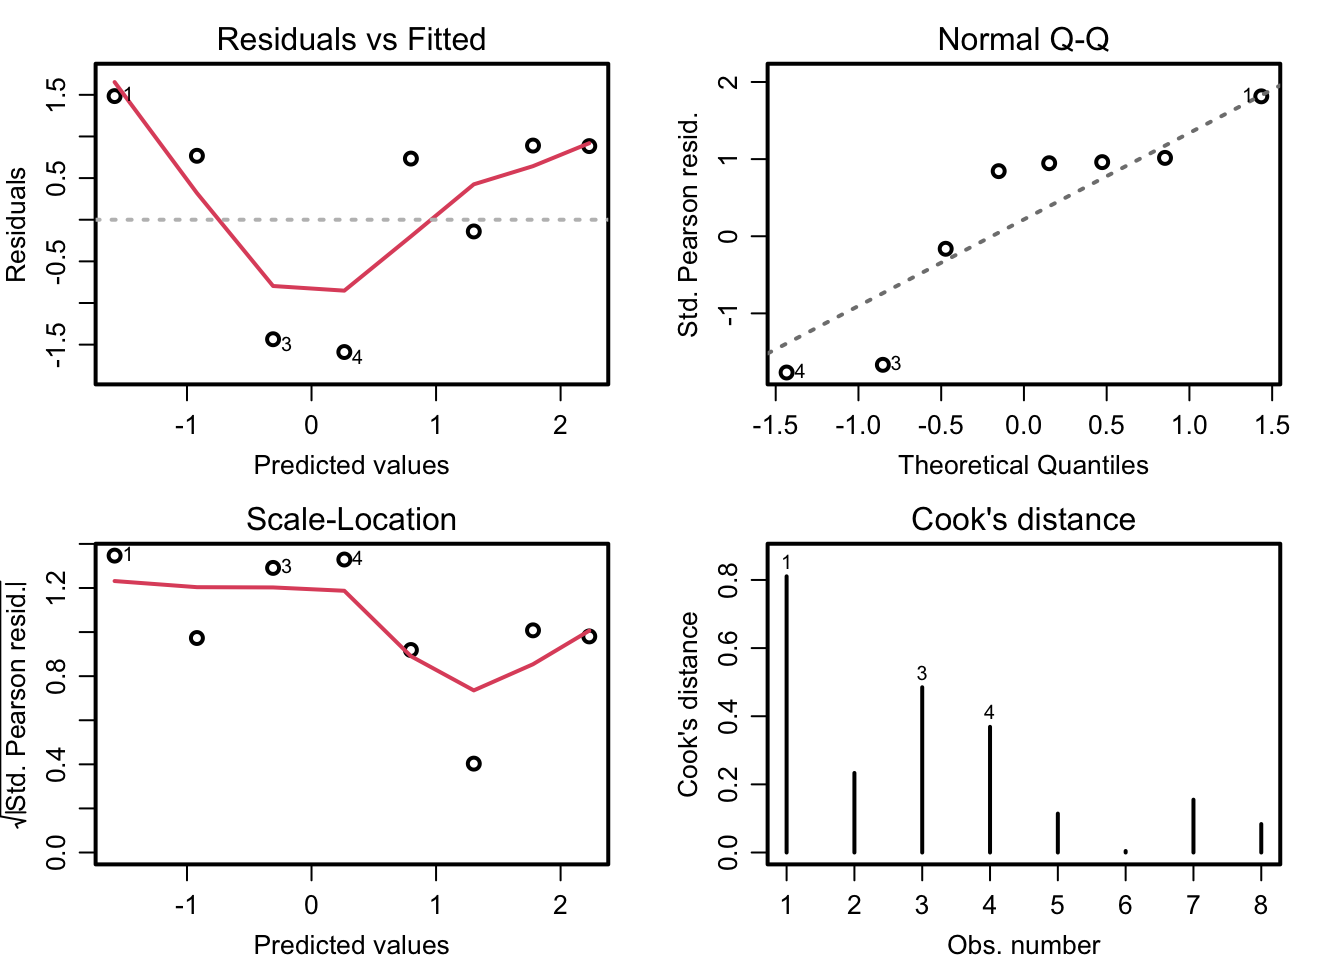 Residuals vs Fitted
Residuals
-1.5 -0.5 0.5 1.5
1
3
4
-1 0 1 2
Predicted values
Normal Q-Q
Std. Pearson resid.
-1 0 1 2
1
3
4
-1.5 -1.0 -0.5 0.0 0.5 1.0 1.5
Theoretical Quantiles
Scale-Location
√|Std. Pearson resid.|
0.0 0.4 0.8 1.2
1
3
4
-1 0 1 2
Predicted values
Cook's distance
Cook's distance
0.0 0.2 0.4 0.6 0.8
1
3
4
1 2 3 4 5 6 7 8
Obs. number